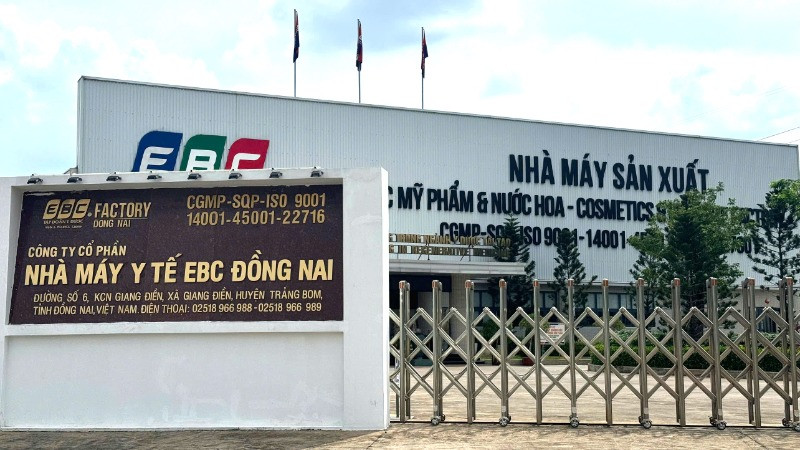 EBC
EBC FACTORY
ĐỒNG NAI
CGMP-SQP-ISO 9001
14001-45001-22716
CÔNG TY CỔ PHẦN
NHÀ MÁY Y TẾ EBC ĐỒNG NAI
ĐƯỜNG SỐ 6, KCN GIANG ĐIỀN, XÃ GIANG ĐIỀN, HUYỆN TRẢNG BOM,
TỈNH ĐỒNG NAI, VIỆT NAM. ĐIỆN THOẠI: 02518 966 988 - 02518 966 989
NHÀ MÁY SẢN XUẤT
MỸ PHẨM & NƯỚC HOA - COSMETICS
CGMP-SQP-ISO 9001-14001
IN REGENERATIVE